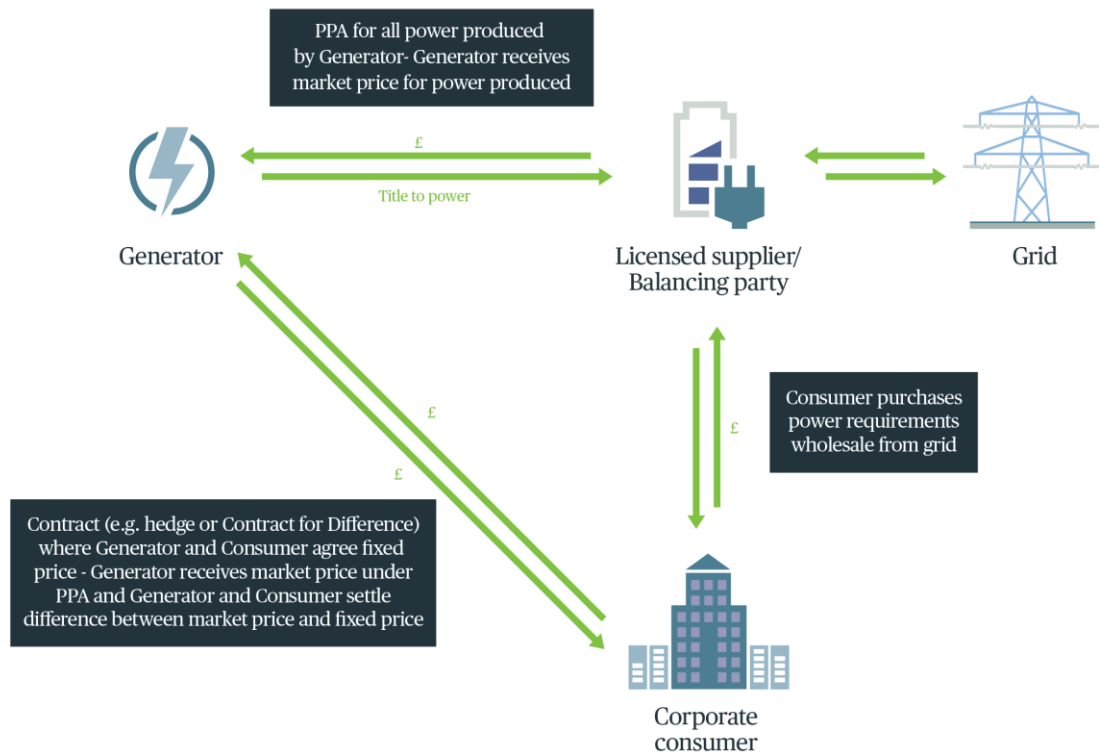 PPA for all power produced
by Generator- Generator receives
market price for power produced
£
Title to power
Generator
Licensed supplier/
Balancing party
Grid
£
£
£
Consumer purchases
power requirements
wholesale from grid
Contract (e.g. hedge or Contract for Difference)
where Generator and Consumer agree fixed
price - Generator receives market price under
PPA and Generator and Consumer settle
difference between market price and fixed price
Corporate
consumer